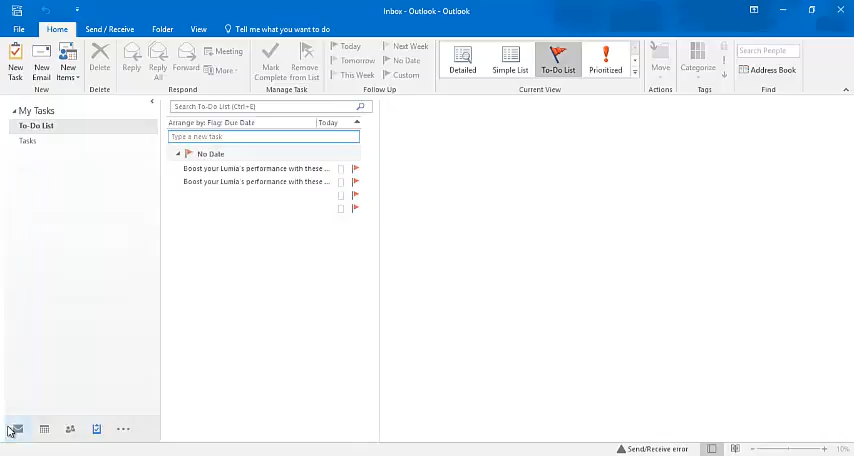 Inbox - Outlook - Outlook
File Home Send / Receive Folder View Tell me what you want to do
New Task
New Email
New Items
Delete
Reply
Reply All
Forward
Meeting
More
Mark Complete
Remove from List
Today
Tomorrow
This Week
Next Week
No Date
Custom
Detailed
Simple List
To-Do List
Prioritized
Move
Categorize
Search People
Address Book
New Delete Respond Manage Task Follow Up Current View Actions Tags Find
My Tasks
To-Do List
Tasks
Search To-Do List (Ctrl+E)
Arrange by: Flag: Due Date Today
Type a new task
No Date
Boost your Lumia's performance with these ...
Boost your Lumia's performance with these ...
Send/Receive error
10%